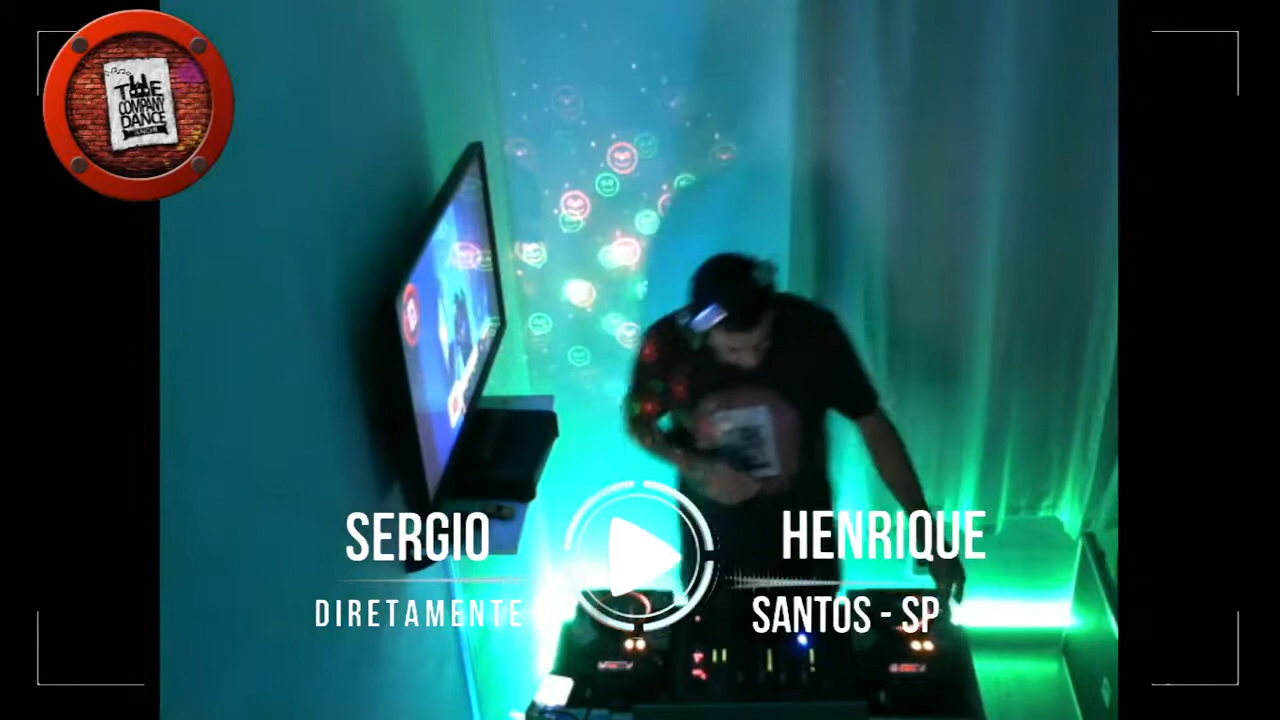 THE
COMPANY
DANCE
SERGIO
HENRIQUE
DIRETAMENTE
SANTOS - SP